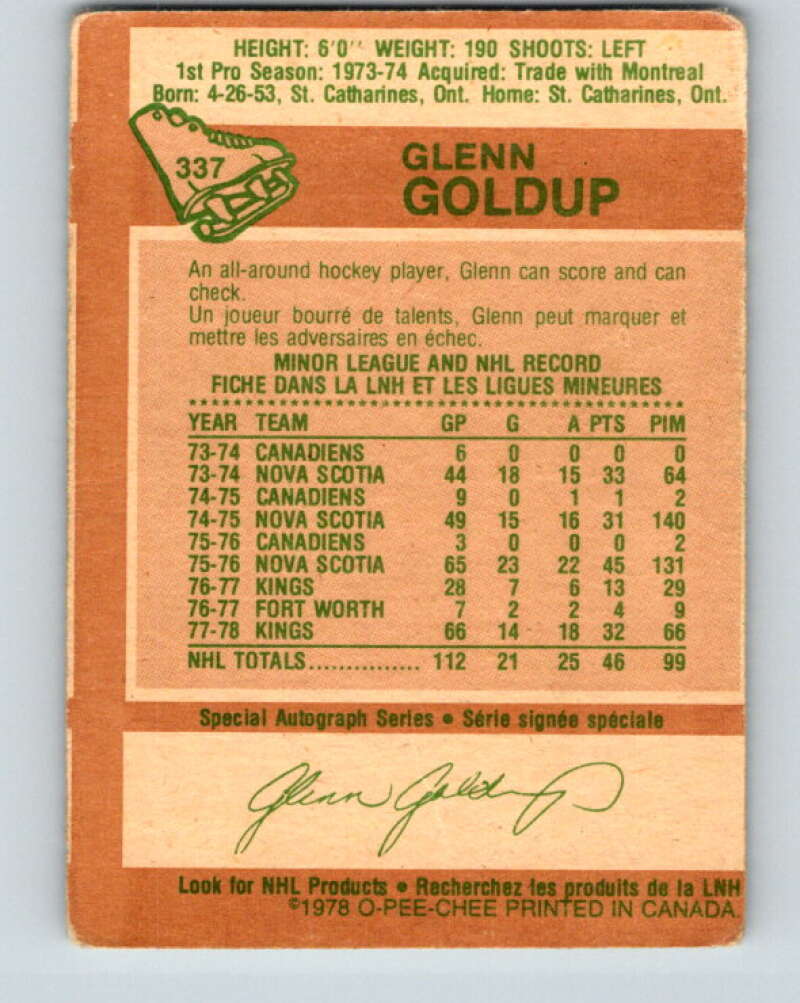 HEIGHT: 6'0'' WEIGHT: 190 SHOOTS: LEFT
1st Pro Season: 1973-74 Acquired: Trade with Montreal
Born: 4-26-53, St. Catharines, Ont. Home: St. Catharines, Ont.
337
GLENN
GOLDUP
An all-around hockey player, Glenn can score and can
check.
Un joueur bourré de talents, Glenn peut marquer et
mettre les adversaires en échec.
MINOR LEAGUE AND NHL RECORD
FICHE DANS LA LNH ET LES LIGUES MINEURES
YEAR TEAM GP G A PTS PIM
73-74 CANADIENS 6 0 0 0 0
73-74 NOVA SCOTIA 44 18 15 33 64
74-75 CANADIENS 9 0 1 1 2
74-75 NOVA SCOTIA 49 15 16 31 140
75-76 CANADIENS 3 0 0 0 2
75-76 NOVA SCOTIA 65 23 22 45 131
76-77 KINGS 28 7 6 13 29
76-77 FORT WORTH 7 2 2 4 9
77-78 KINGS 66 14 18 32 66
NHL TOTALS............... 112 21 25 46 99
Special Autograph Series • Série signée spéciale
Glenn Goldup
Look for NHL Products • Recherchez les produits de la LNH
©1978 O-PEE-CHEE PRINTED IN CANADA.